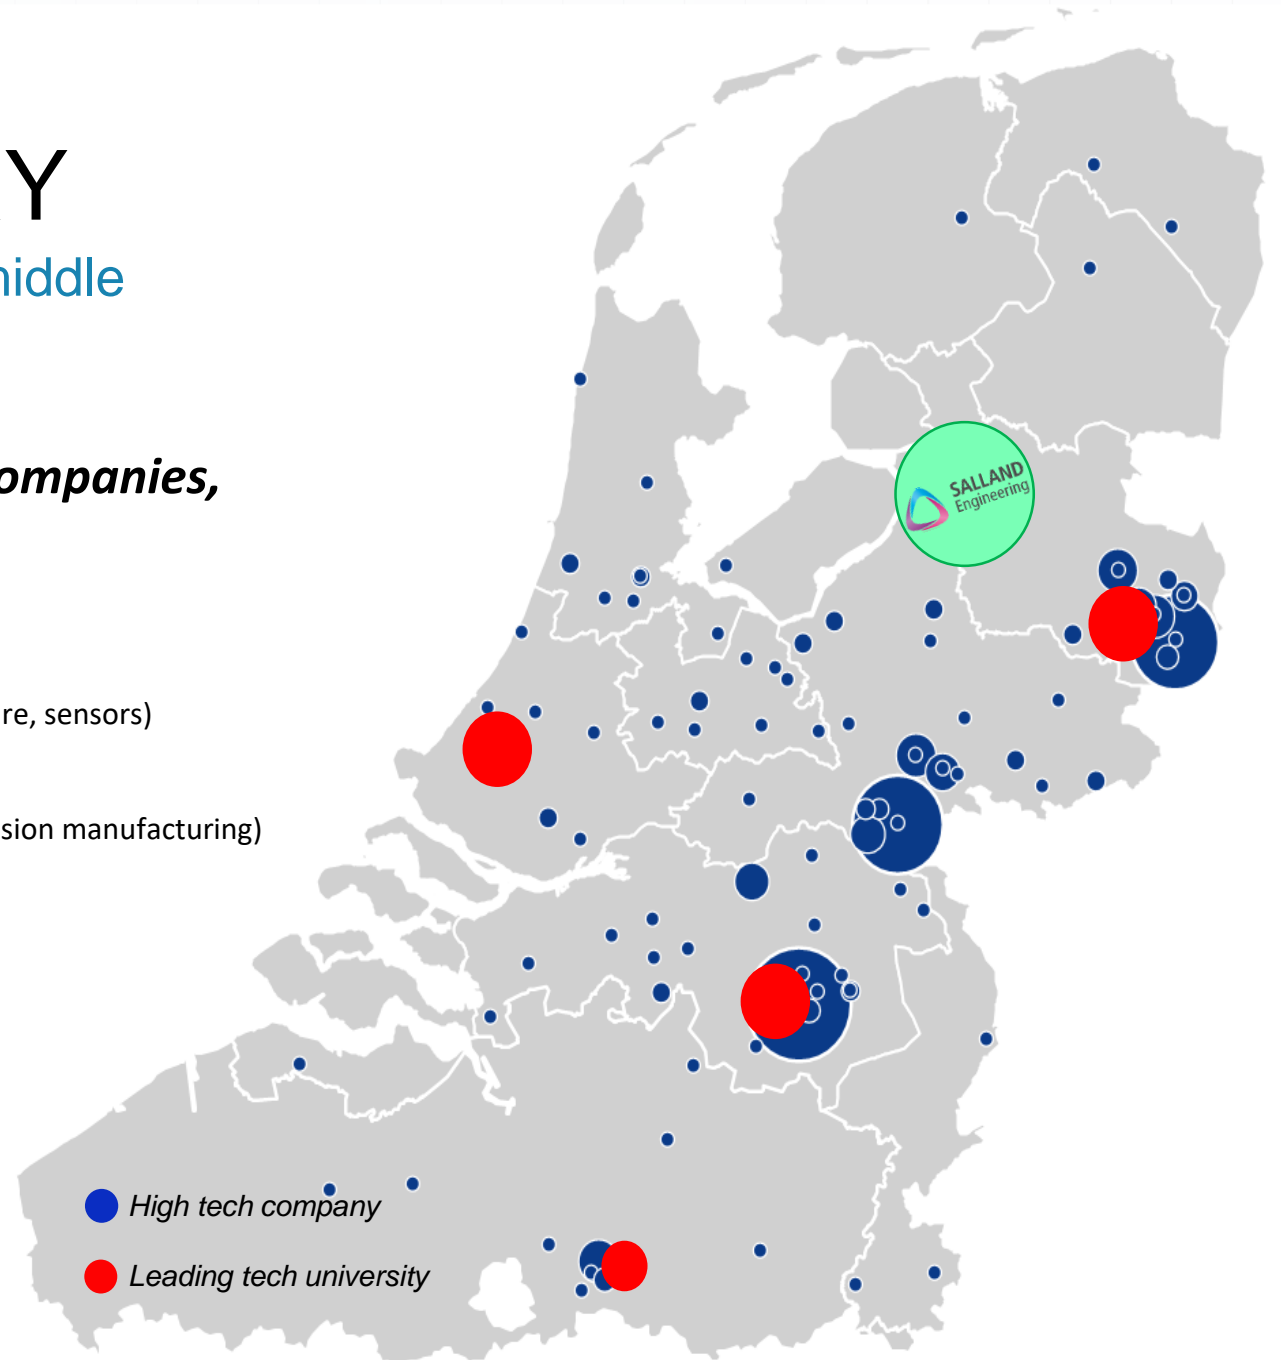 Y
iddle
ompanies,
SALLAND
Engineering
re, sensors)
sion manufacturing)
High tech company
Leading tech university